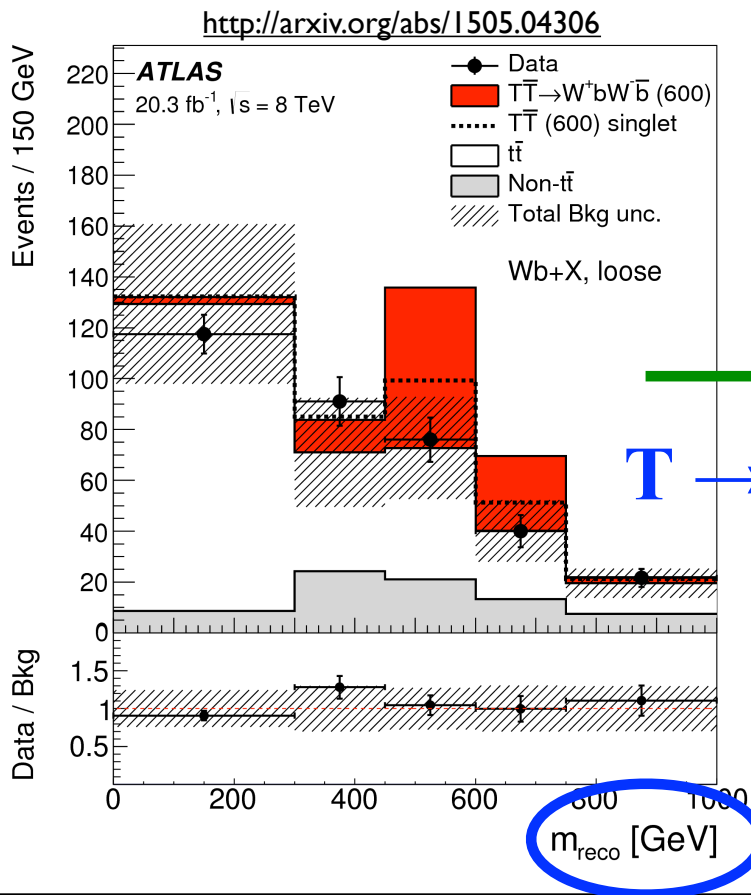 http://arxiv.org/abs/1505.04306
Events / 150 GeV
220
200
180
160
140
120
100
80
60
40
20
0
ATLAS
20.3 fb⁻¹, √s = 8 TeV
Data
TT̅→W⁺bW⁻b̅ (600)
TT̅ (600) singlet
tt̅
Non-tt̅
Total Bkg unc.
Wb+X, loose
T →
Data / Bkg
1.5
1
0.5
0 200 400 600 800 1000
m_reco [GeV]